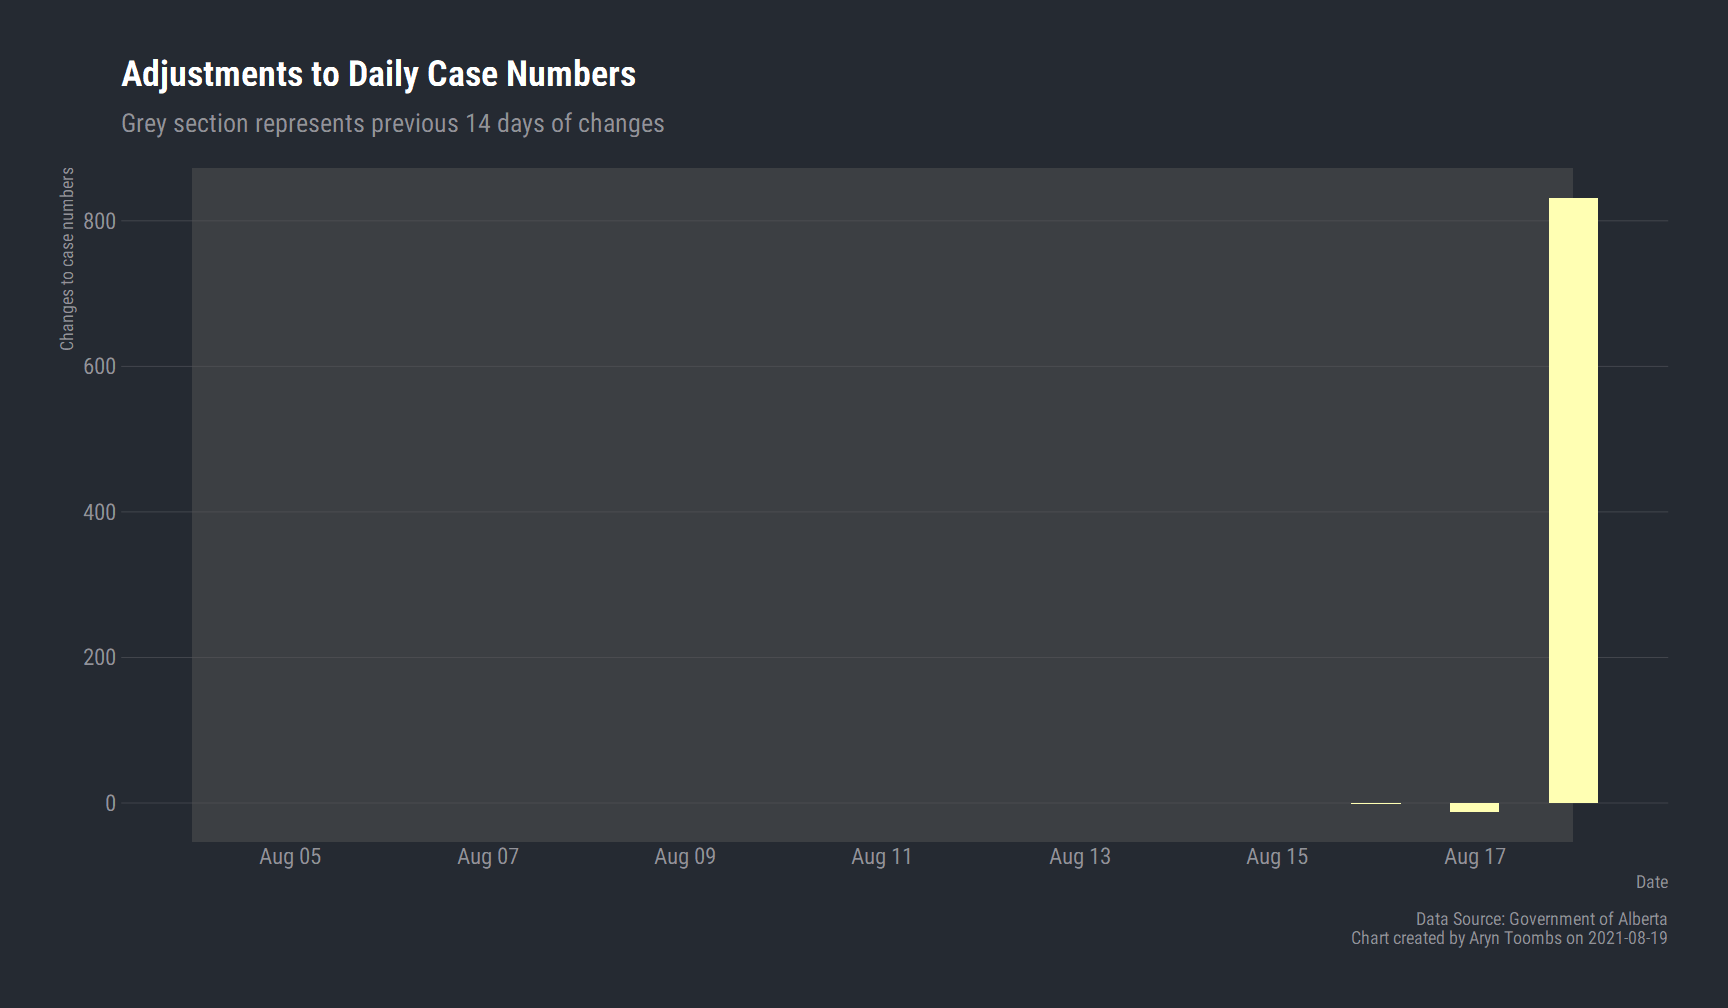 Adjustments to Daily Case Numbers
Grey section represents previous 14 days of changes
Changes to case numbers
800
600
400
200
0
Aug 05 Aug 07 Aug 09 Aug 11 Aug 13 Aug 15 Aug 17
Date
Data Source: Government of Alberta
Chart created by Aryn Toombs on 2021-08-19